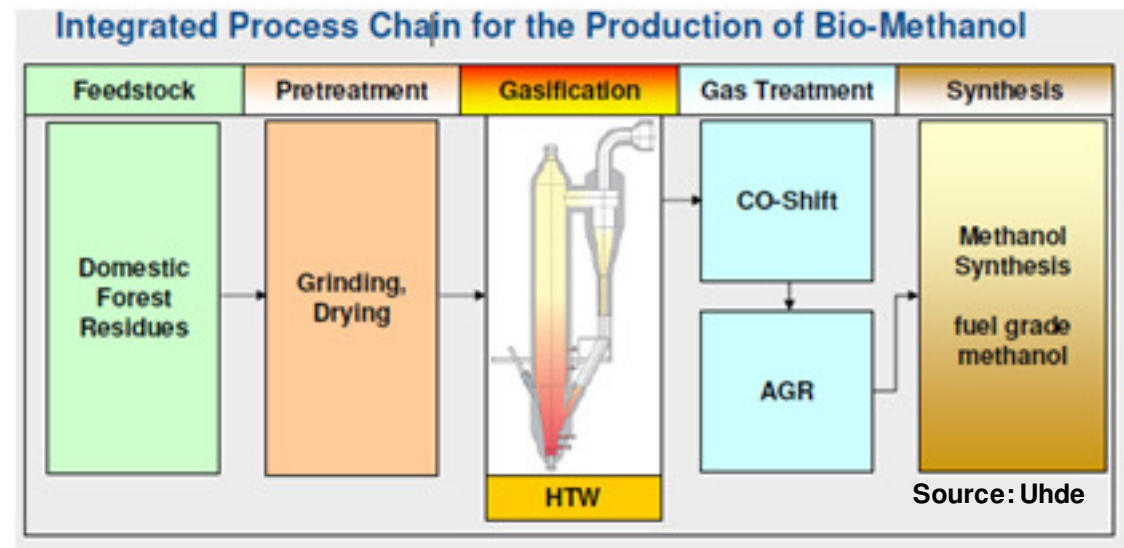 Integrated Process Chain for the Production of Bio-Methanol
Feedstock
Pretreatment
Gasification
Gas Treatment
Synthesis
Domestic
Forest
Residues
Grinding,
Drying
HTW
CO-Shift
AGR
Methanol
Synthesis
fuel grade
methanol
Source: Uhde